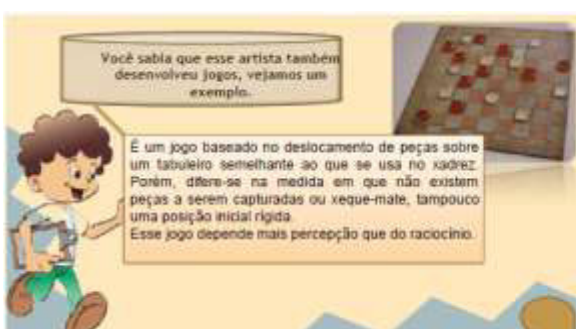 Você sabia que esse artista também
desenvolveu jogos, vejamos um
exemplo.
É um jogo baseado no deslocamento de peças sobre
um tabuleiro semelhante ao que se usa no xadrez.
Porém, difere-se na medida em que não existem
peças a serem capturadas ou xeque-mate, tampouco
uma posição inicial rígida.
Esse jogo depende mais percepção que do raciocínio.